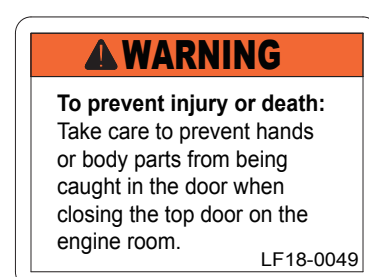 WARNING
To prevent injury or death:
Take care to prevent hands
or body parts from being
caught in the door when
closing the top door on the
engine room.
LF18-0049